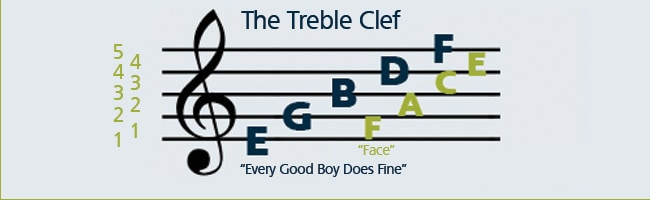 The Treble Clef
5
4
4
3
3
2
2
1
1
F
E
D
C
B
A
G
F
E
"Face"
"Every Good Boy Does Fine"